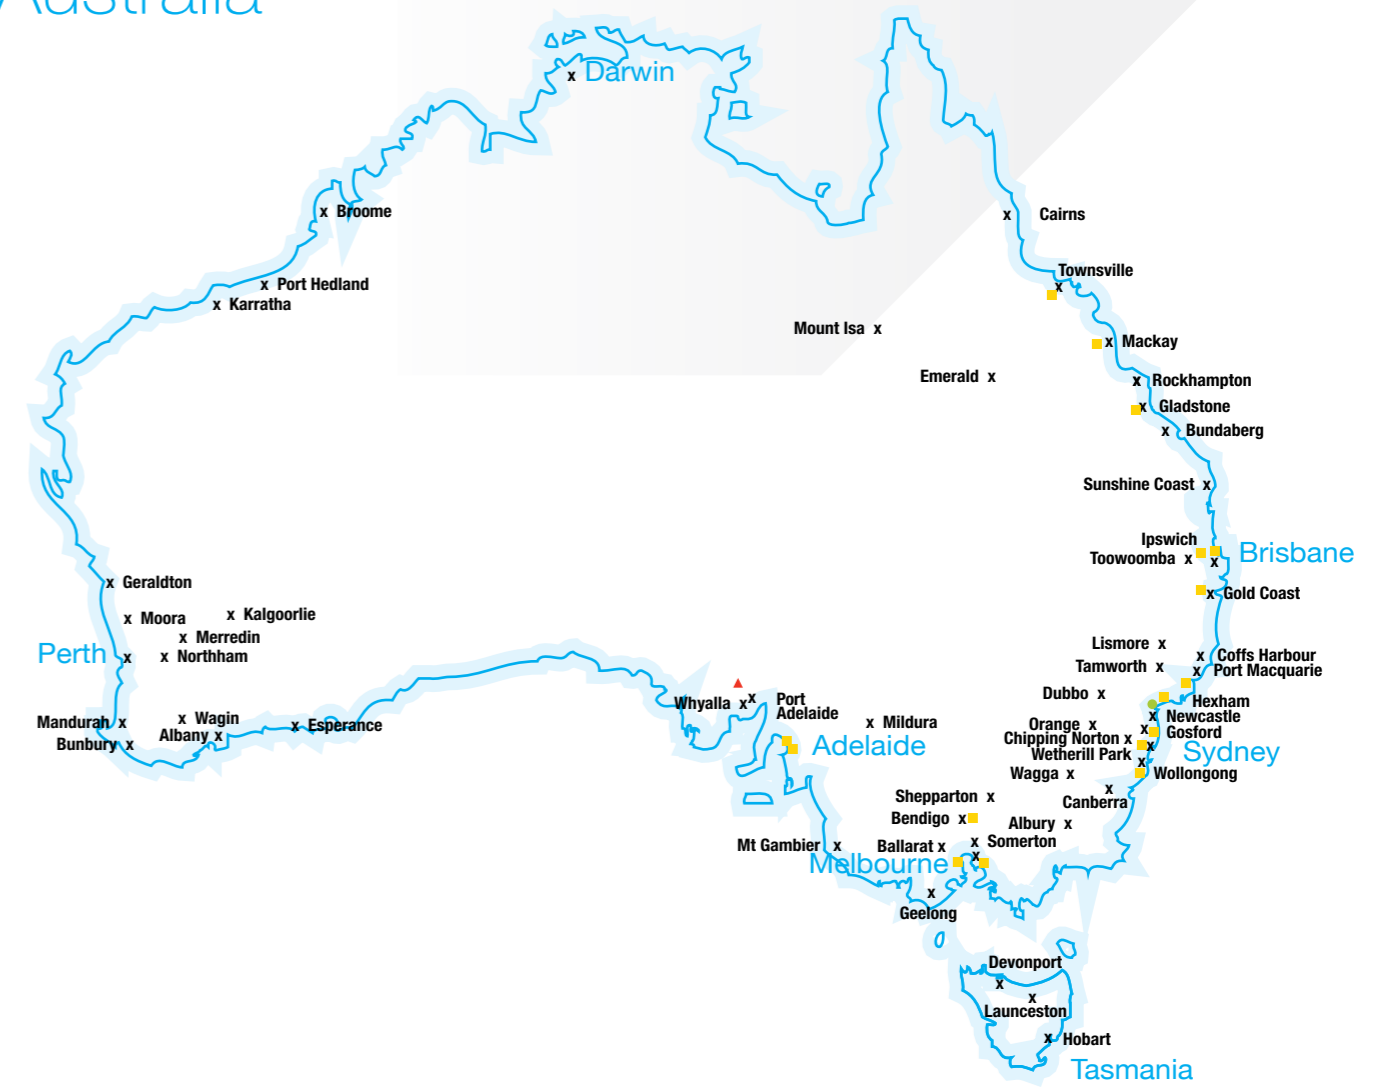 Australia
Darwin
Broome
Cairns
Port Hedland
Townsville
Karratha
Mount Isa
Mackay
Emerald
Rockhampton
Gladstone
Bundaberg
Sunshine Coast
Ipswich
Brisbane
Toowoomba
Geraldton
Gold Coast
Moora
Kalgoorlie
Merredin
Lismore
Perth
Northham
Coffs Harbour
Tamworth
Port Macquarie
Dubbo
Whyalla
Port
Adelaide
Hexham
Newcastle
Mandurah
Wagin
Esperance
Mildura
Orange
Gosford
Albany
Chipping Norton
Bunbury
Adelaide
Sydney
Wetherill Park
Wagga
Wollongong
Shepparton
Canberra
Bendigo
Albury
Mt Gambier
Ballarat
Somerton
Melbourne
Geelong
Devonport
Launceston
Hobart
Tasmania